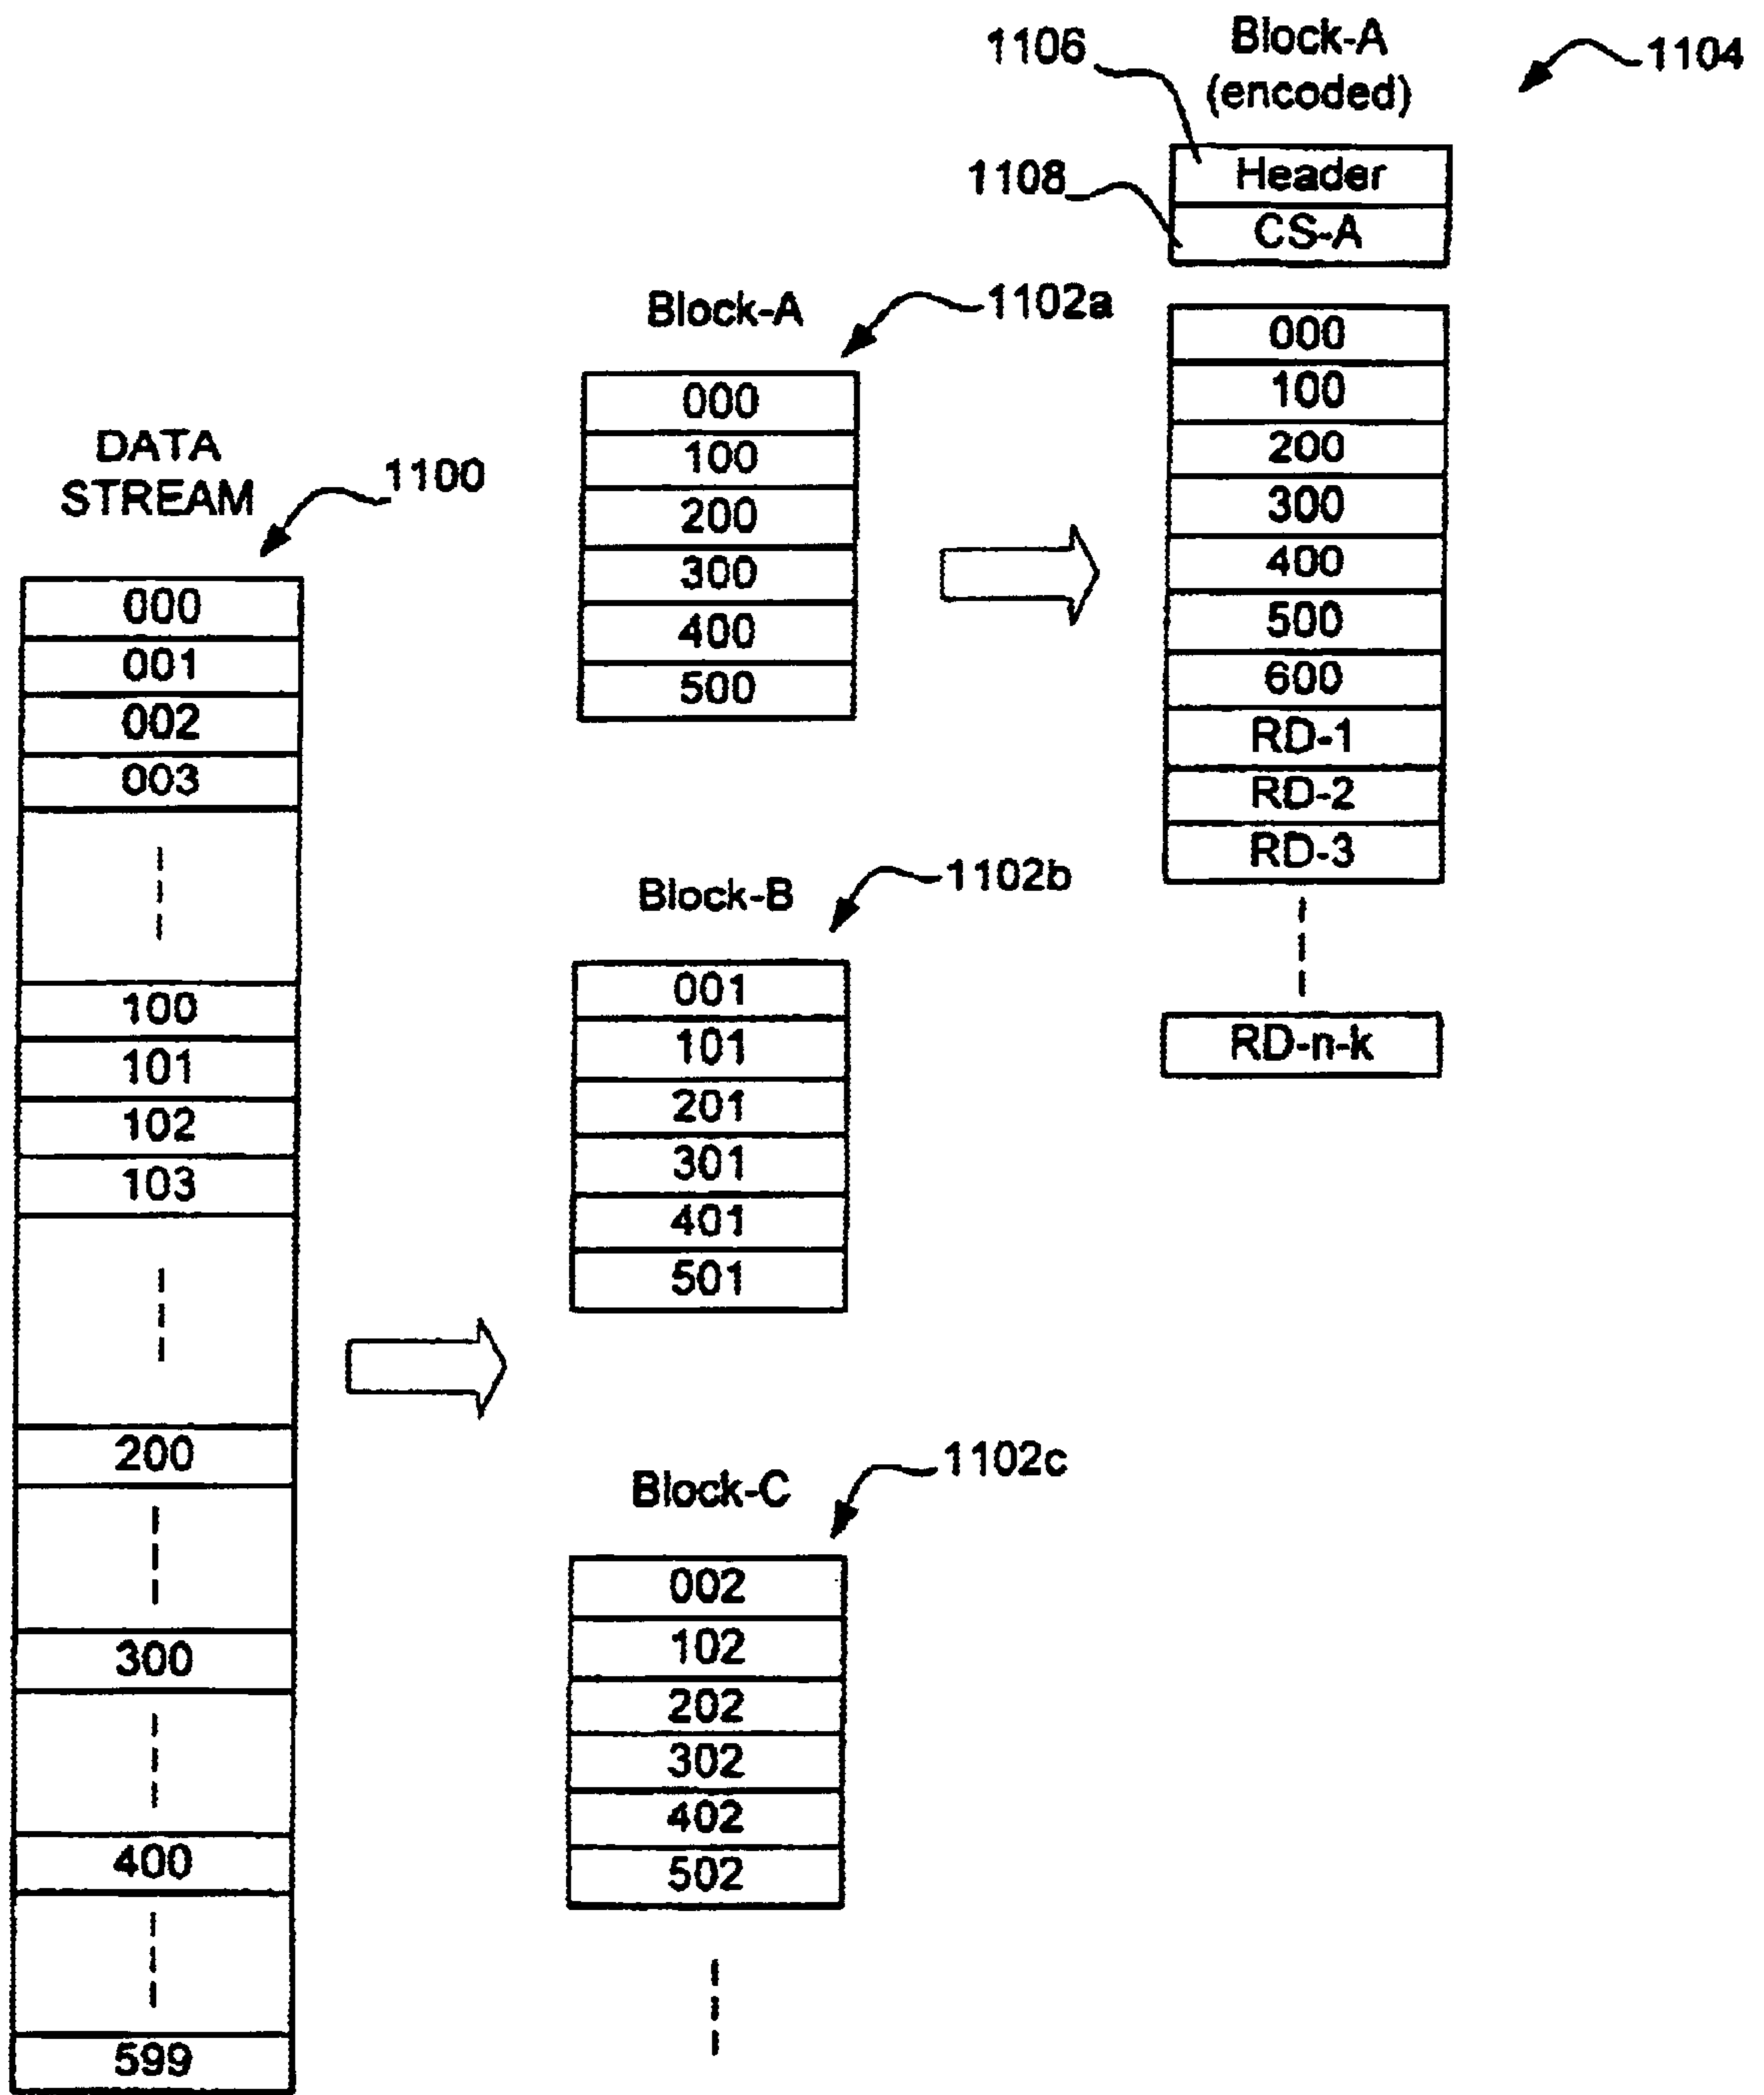 DATA
STREAM
1100
000
001
002
003
100
101
102
103
200
300
400
599
Block-A
1102a
000
100
200
300
400
500
Block-B
1102b
001
101
201
301
401
501
Block-C
1102c
002
102
202
302
402
502
Block-A
(encoded)
1104
1106
Header
1108
CS-A
000
100
200
300
400
500
600
RD-1
RD-2
RD-3
RD-n-k